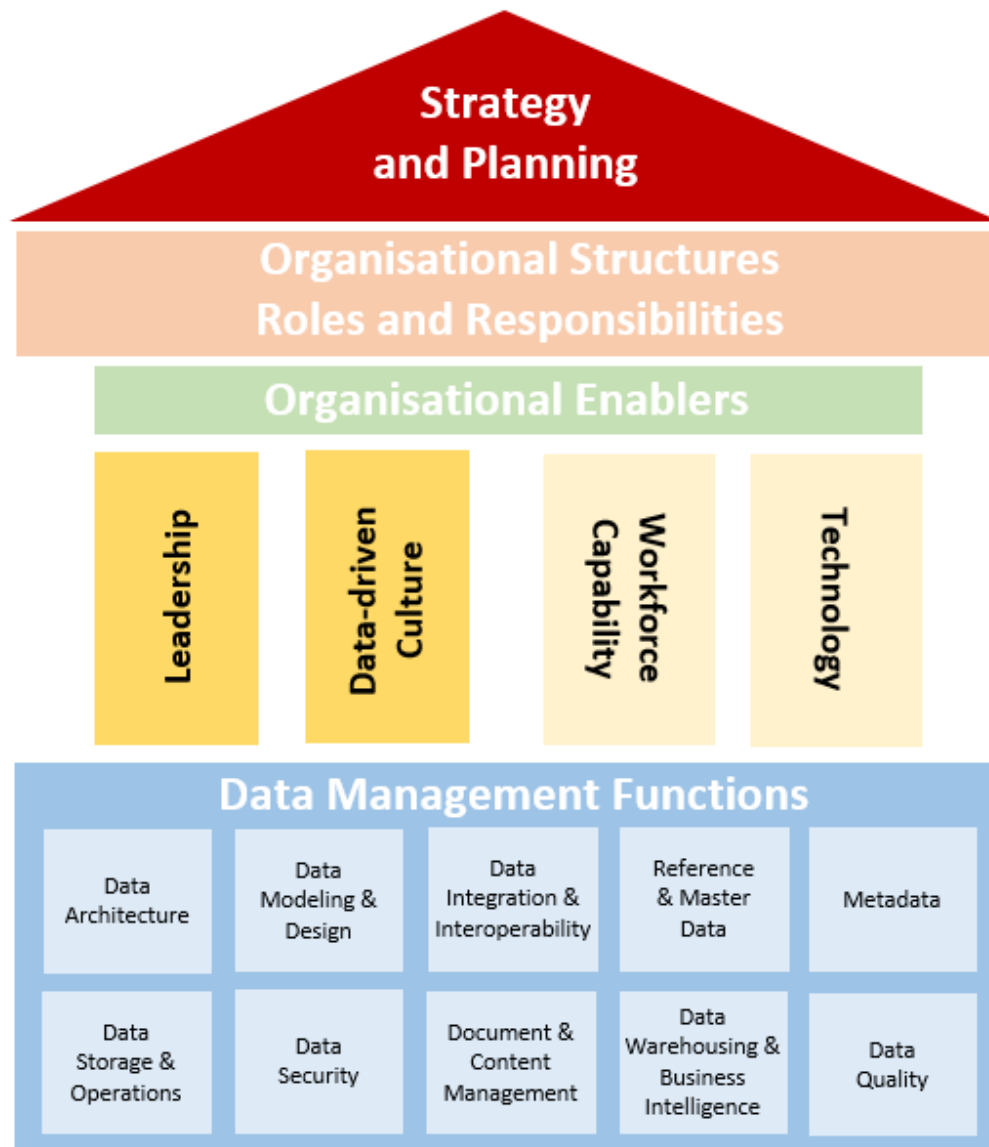 Strategy
and Planning
Organisational Structures
Roles and Responsibilities
Organisational Enablers
Leadership
Data-driven
Culture
Workforce
Capability
Technology
Data Management Functions
Data
Architecture
Data
Modeling &
Design
Data
Integration &
Interoperability
Reference
& Master
Data
Metadata
Data
Storage &
Operations
Data
Security
Document &
Content
Management
Data
Warehousing &
Business
Intelligence
Data
Quality